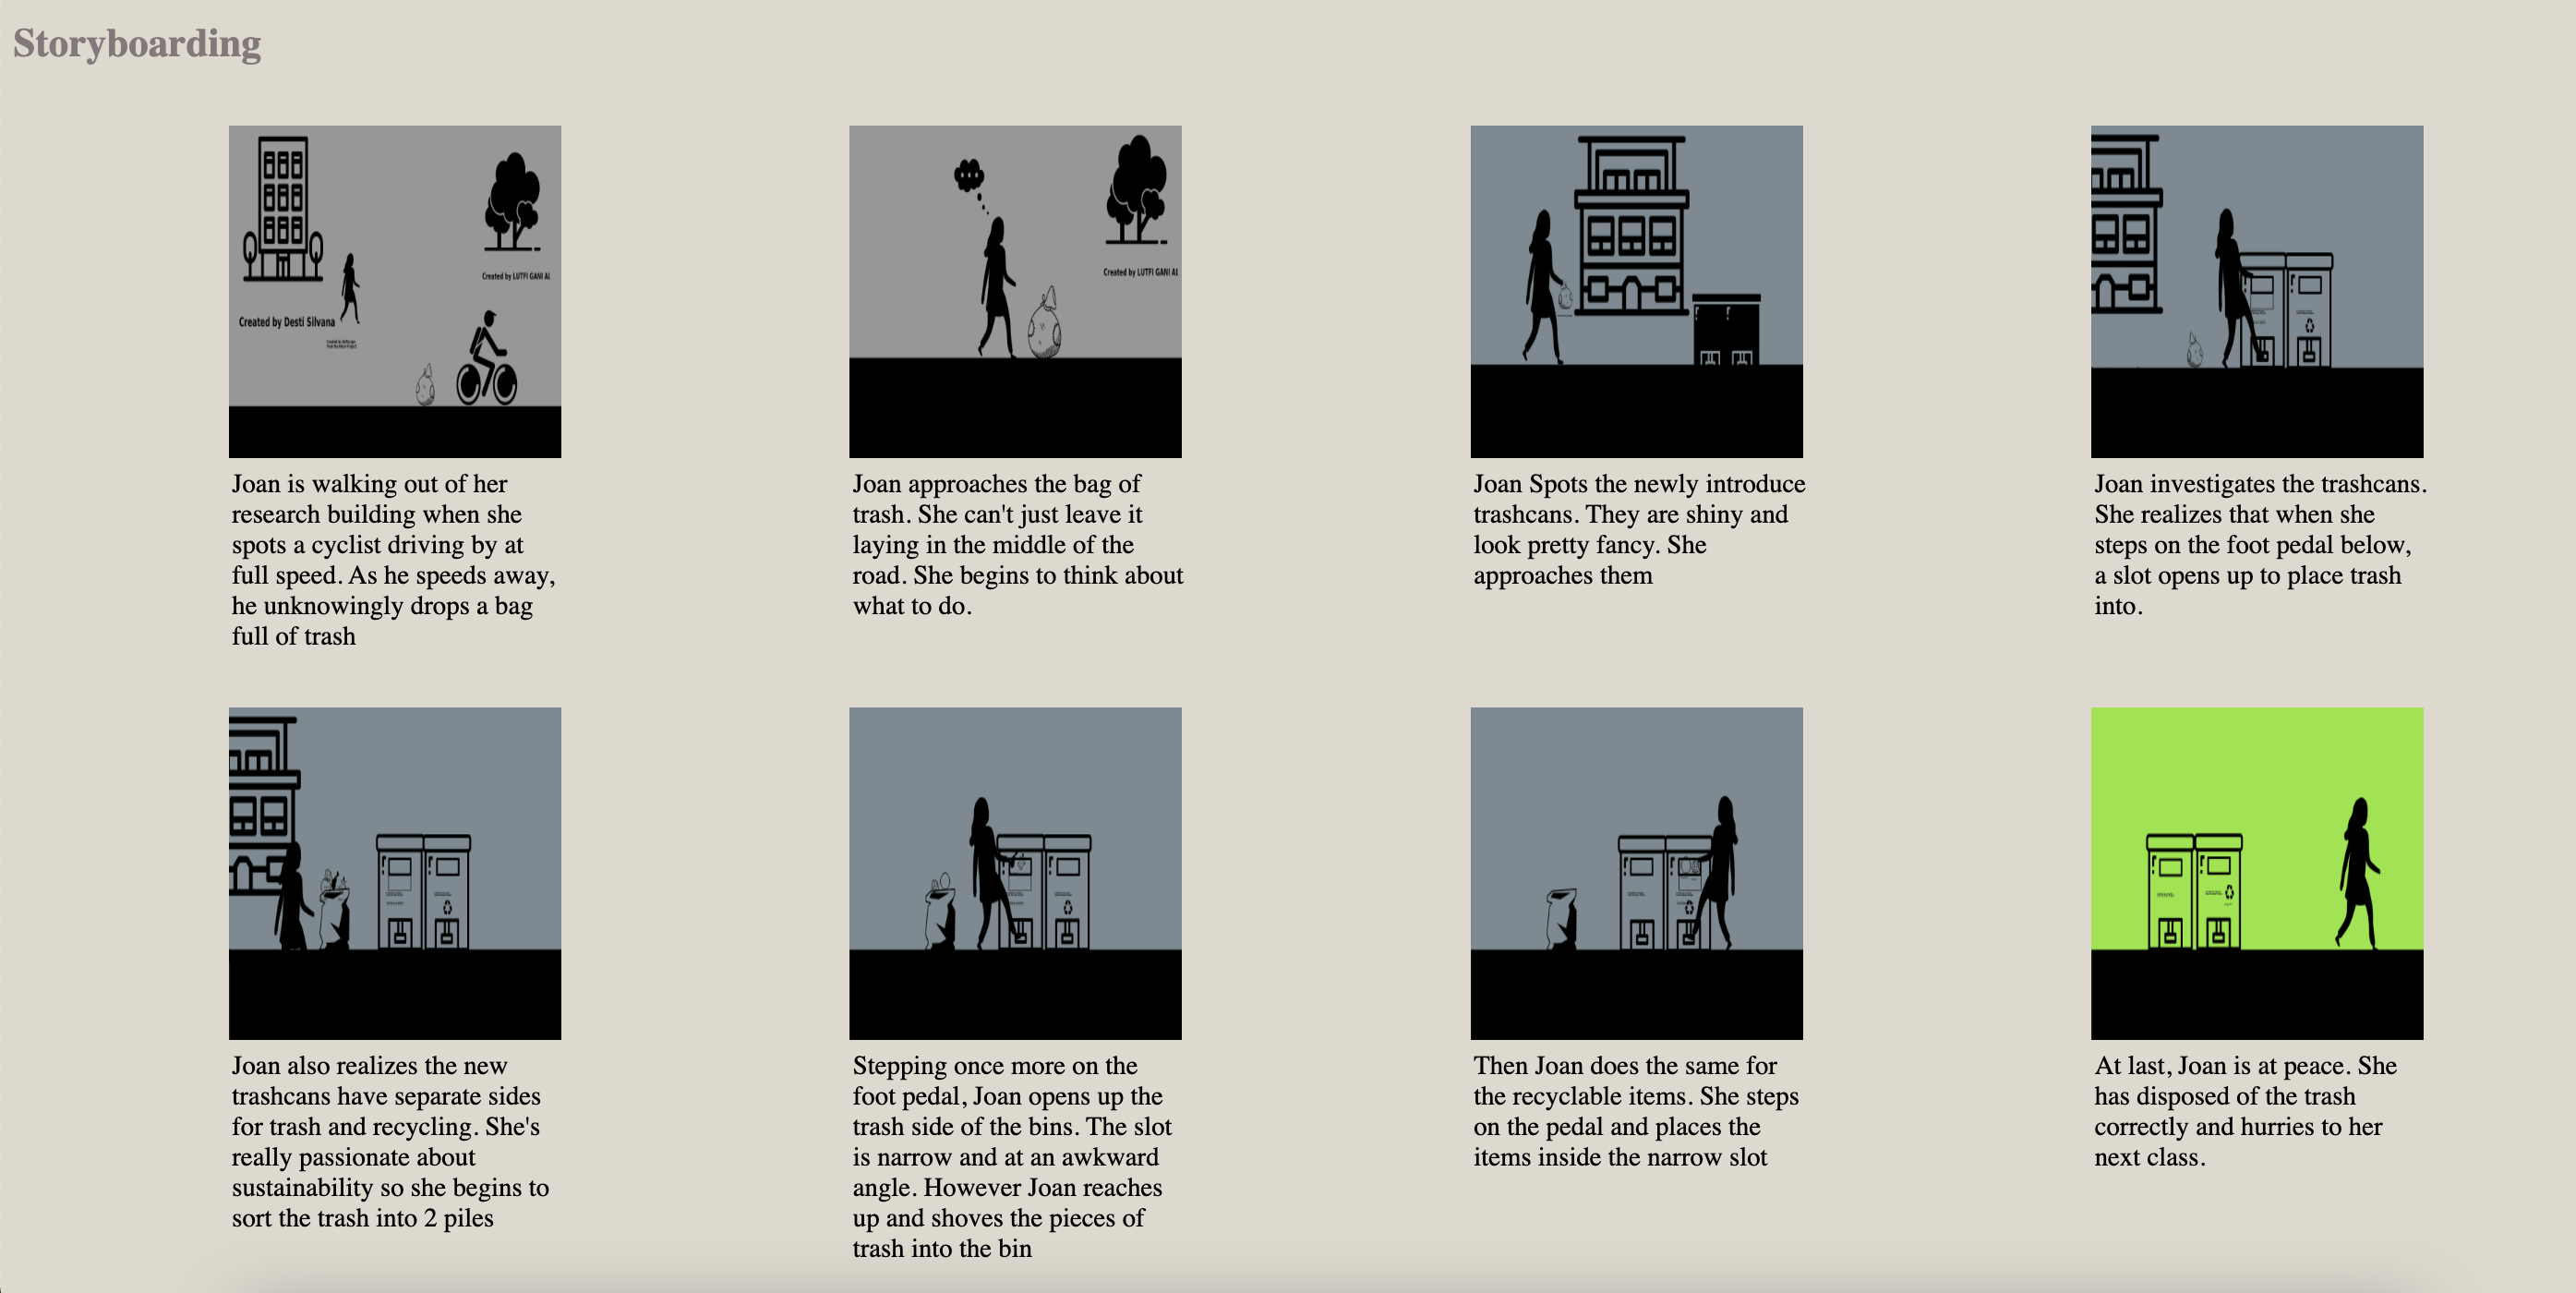 Storyboarding
Created by LUTFI GANI AL
Created by Desti Silvana
Created by LUTFI GANI AL
Joan is walking out of her
research building when she
spots a cyclist driving by at
full speed. As he speeds away,
he unknowingly drops a bag
full of trash
Joan approaches the bag of
trash. She can't just leave it
laying in the middle of the
road. She begins to think about
what to do.
Joan Spots the newly introduce
trashcans. They are shiny and
look pretty fancy. She
approaches them
Joan investigates the trashcans.
She realizes that when she
steps on the foot pedal below,
a slot opens up to place trash
into.
Joan also realizes the new
trashcans have separate sides
for trash and recycling. She's
really passionate about
sustainability so she begins to
sort the trash into 2 piles
Stepping once more on the
foot pedal, Joan opens up the
trash side of the bins. The slot
is narrow and at an awkward
angle. However Joan reaches
up and shoves the pieces of
trash into the bin
Then Joan does the same for
the recyclable items. She steps
on the pedal and places the
items inside the narrow slot
At last, Joan is at peace. She
has disposed of the trash
correctly and hurries to her
next class.